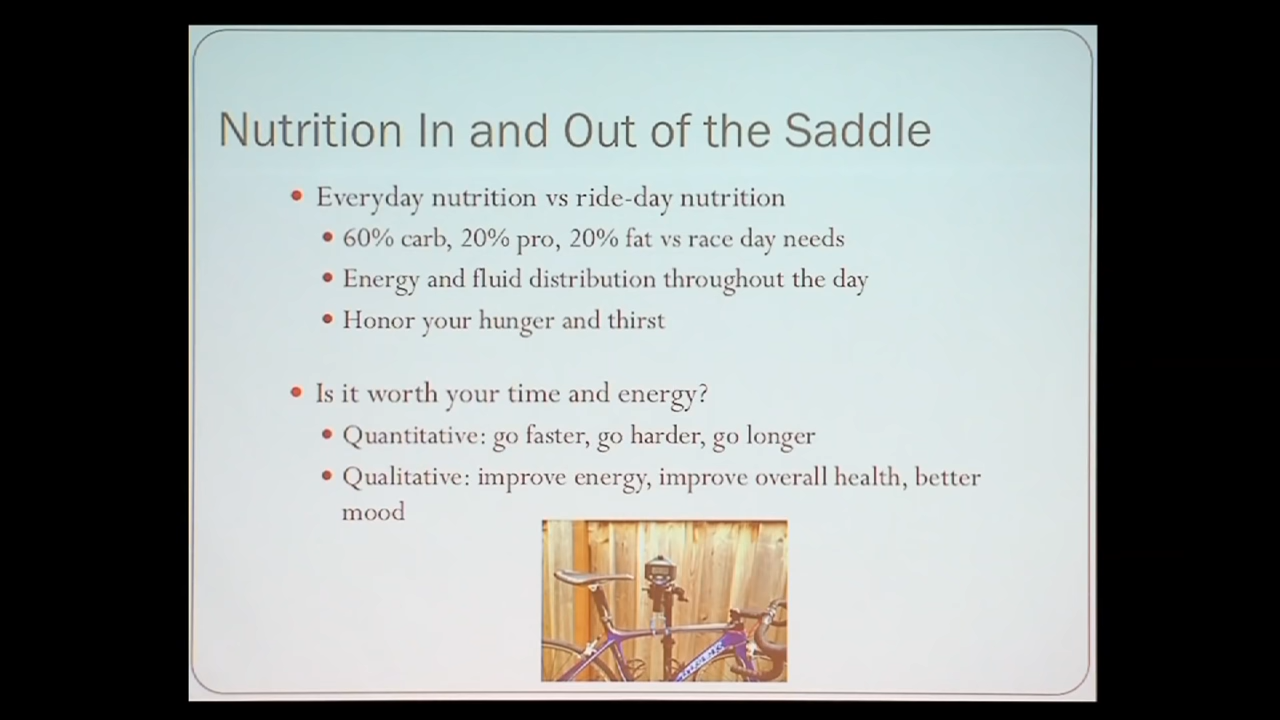 Nutrition In and Out of the Saddle
• Everyday nutrition vs ride-day nutrition
• 60% carb, 20% pro, 20% fat vs race day needs
• Energy and fluid distribution throughout the day
• Honor your hunger and thirst
• Is it worth your time and energy?
• Quantitative: go faster, go harder, go longer
• Qualitative: improve energy, improve overall health, better
mood